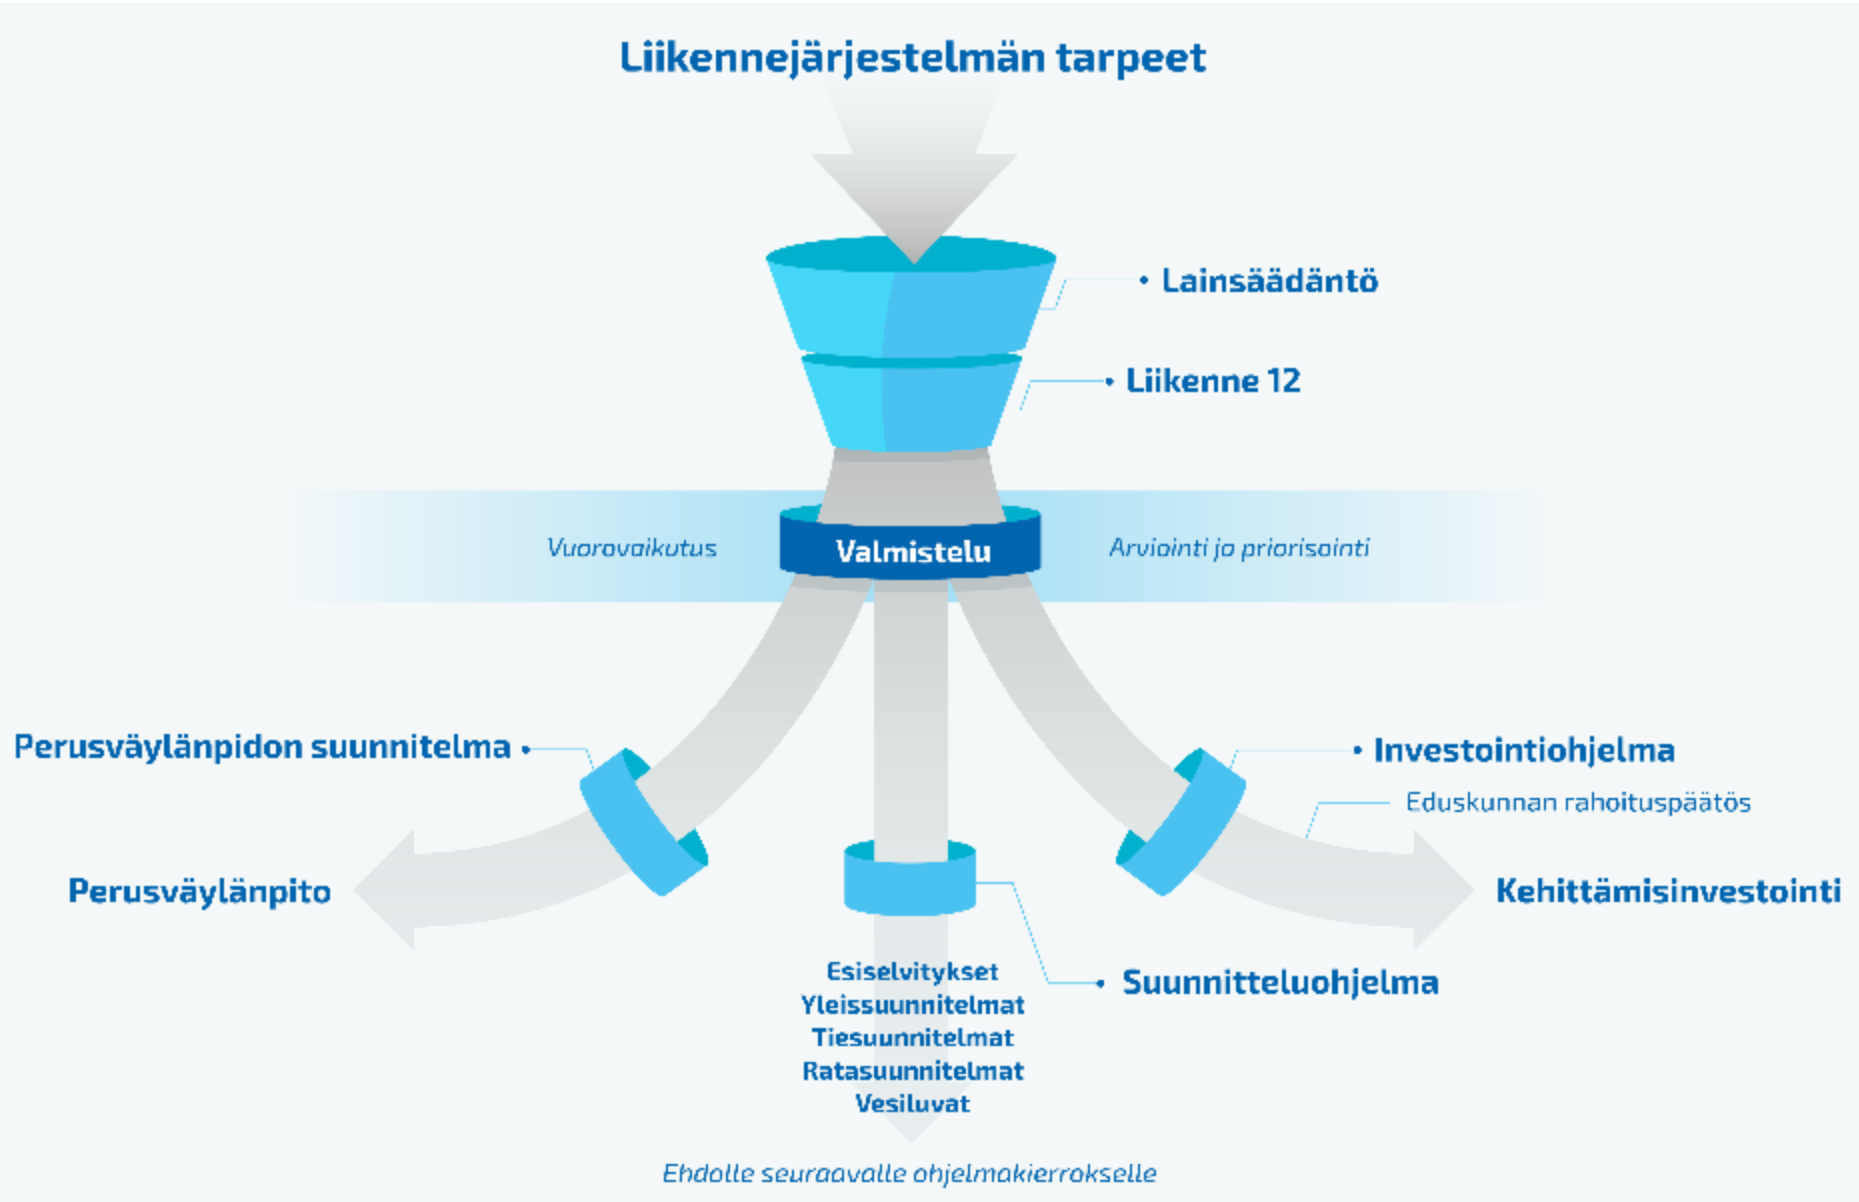 Liikennejärjestelmän tarpeet
Lainsäädäntö
Liikenne 12
Vuorovaikutus
Valmistelu
Arviointi ja priorisointi
Perusväylänpidon suunnitelma
Investointiohjelma
Eduskunnan rahoituspäätös
Perusväylänpito
Kehittämisinvestointi
Esiselvitykset
Yleissuunnitelmat
Tiesuunnitelmat
Ratasuunnitelmat
Vesiluvat
Suunnitteluohjelma
Ehdolle seuraavalle ohjelmakierrokselle